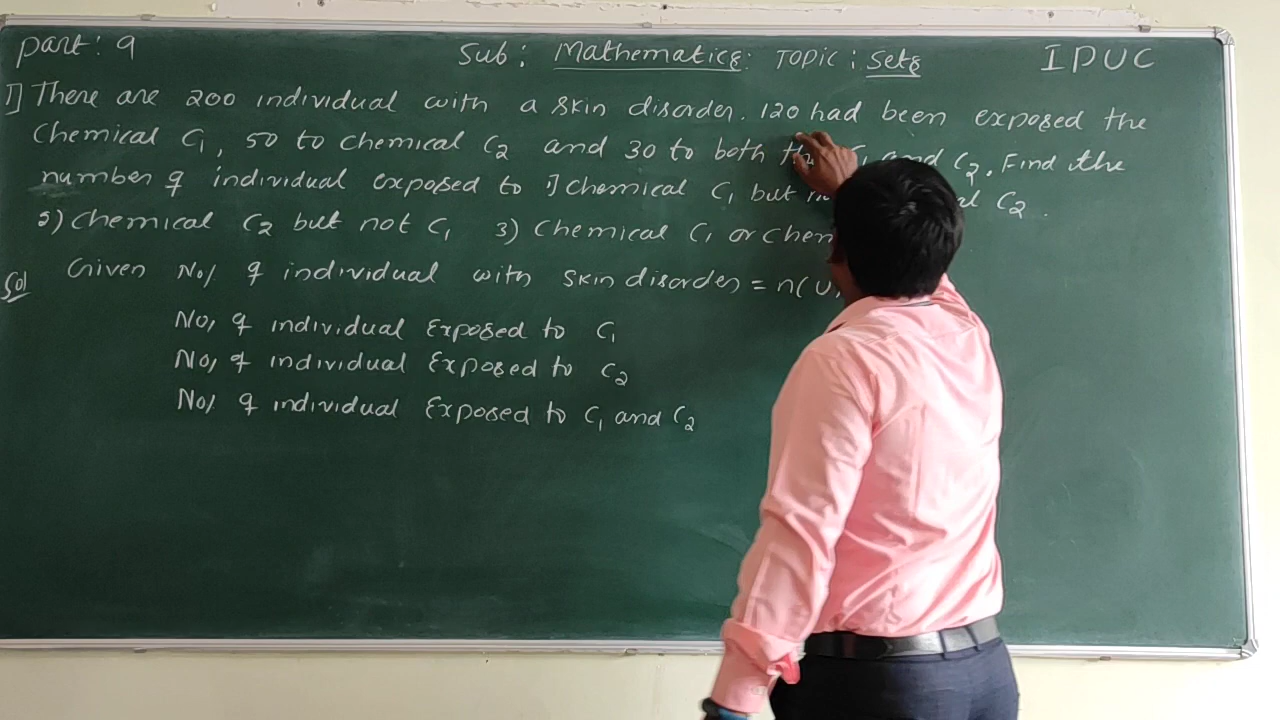 part: 9 Sub: Mathematics: TOPIC: Sets I PUC
1] There are 200 individual with a skin disorder. 120 had been exposed the
chemical C₁, 50 to chemical C₂ and 30 to both C₁ and C₂. Find the
number of individual exposed to 1] chemical C₁ but C₂.
2) Chemical C₂ but not C₁ 3) Chemical C₁ or
Sol Given No/. of individual with skin disorder = n(U)
No, of individual Exposed to C₁
No, of individual Exposed to C₂
No/. of individual Exposed to C₁ and C₂